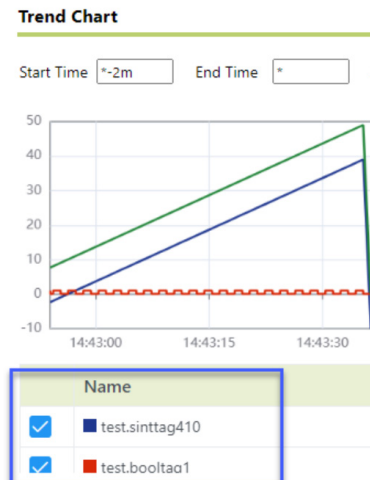 Trend Chart
Start Time *-2m End Time *
50
40
30
20
10
0
-10
14:43:00 14:43:15 14:43:30
Name
test.sinttag410
test.booltag1